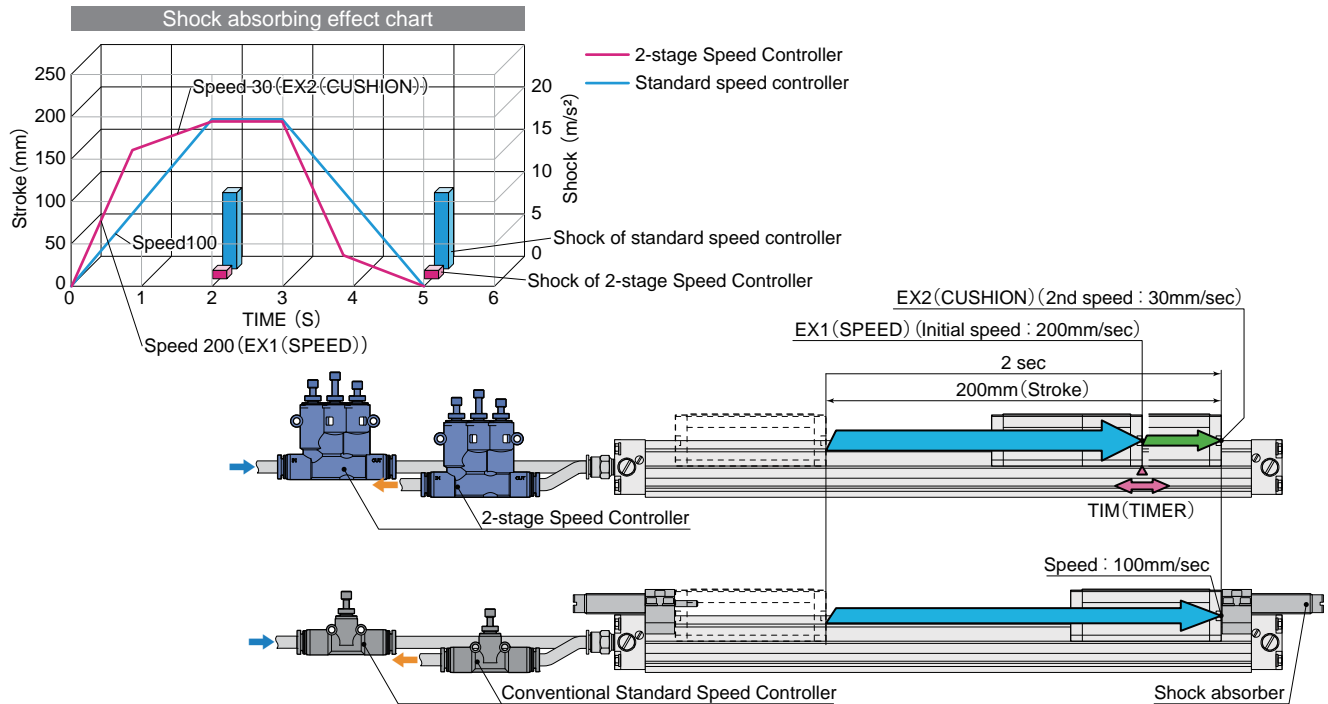 Shock absorbing effect chart
2-stage Speed Controller
Standard speed controller
Stroke(mm)
250
200
150
100
50
0
Shock (m/s²)
20
15
10
5
0
Speed 30(EX2(CUSHION))
Speed100
Shock of standard speed controller
Shock of 2-stage Speed Controller
0 1 2 3 4 5 6
TIME (S)
Speed 200(EX1(SPEED))
EX2(CUSHION)(2nd speed : 30mm/sec)
EX1(SPEED)(Initial speed : 200mm/sec)
2 sec
200mm(Stroke)
IN OUT
IN OUT
TIM(TIMER)
2-stage Speed Controller
Speed : 100mm/sec
Conventional Standard Speed Controller
Shock absorber